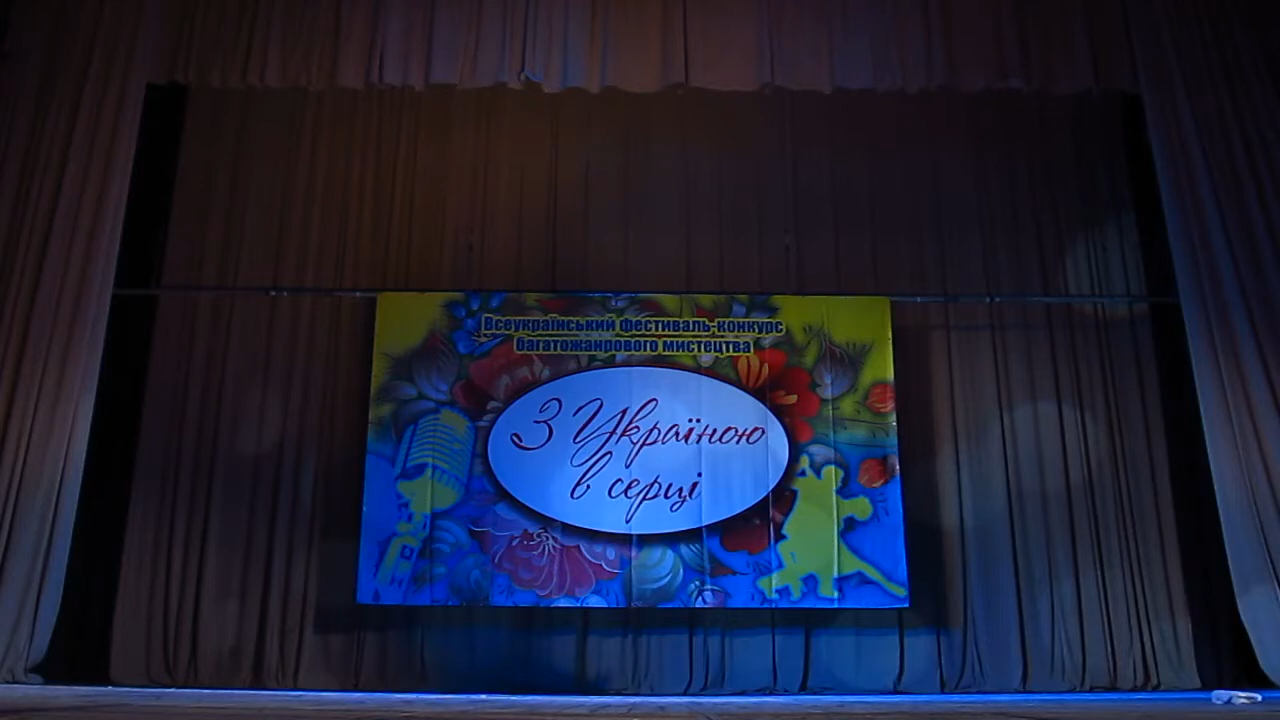 Всеукраїнський фестиваль-конкурс
багатожанрового мистецтва
З Україною
в серці